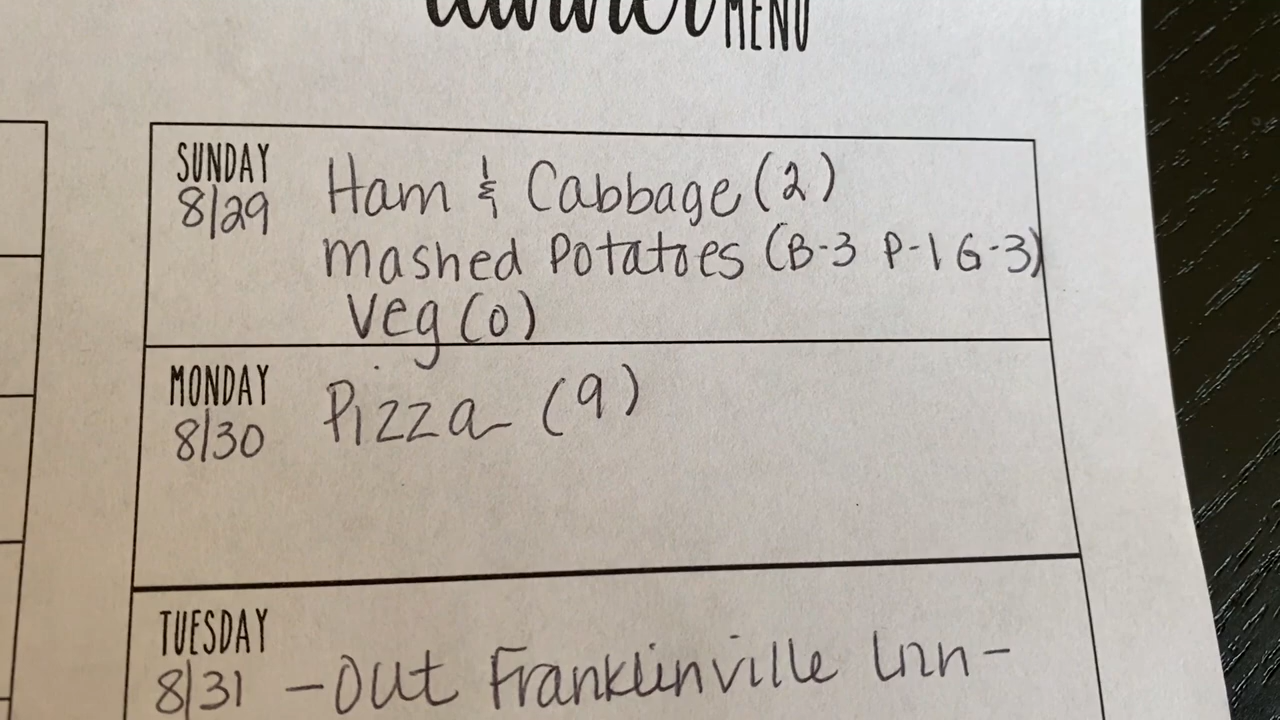 MENU
SUNDAY
8/29
Ham & Cabbage (2)
Mashed Potatoes (B-3 P-1 G-3)
Veg (0)
MONDAY
8/30
Pizza (9)
TUESDAY
8/31
-Out Franklinville Inn-